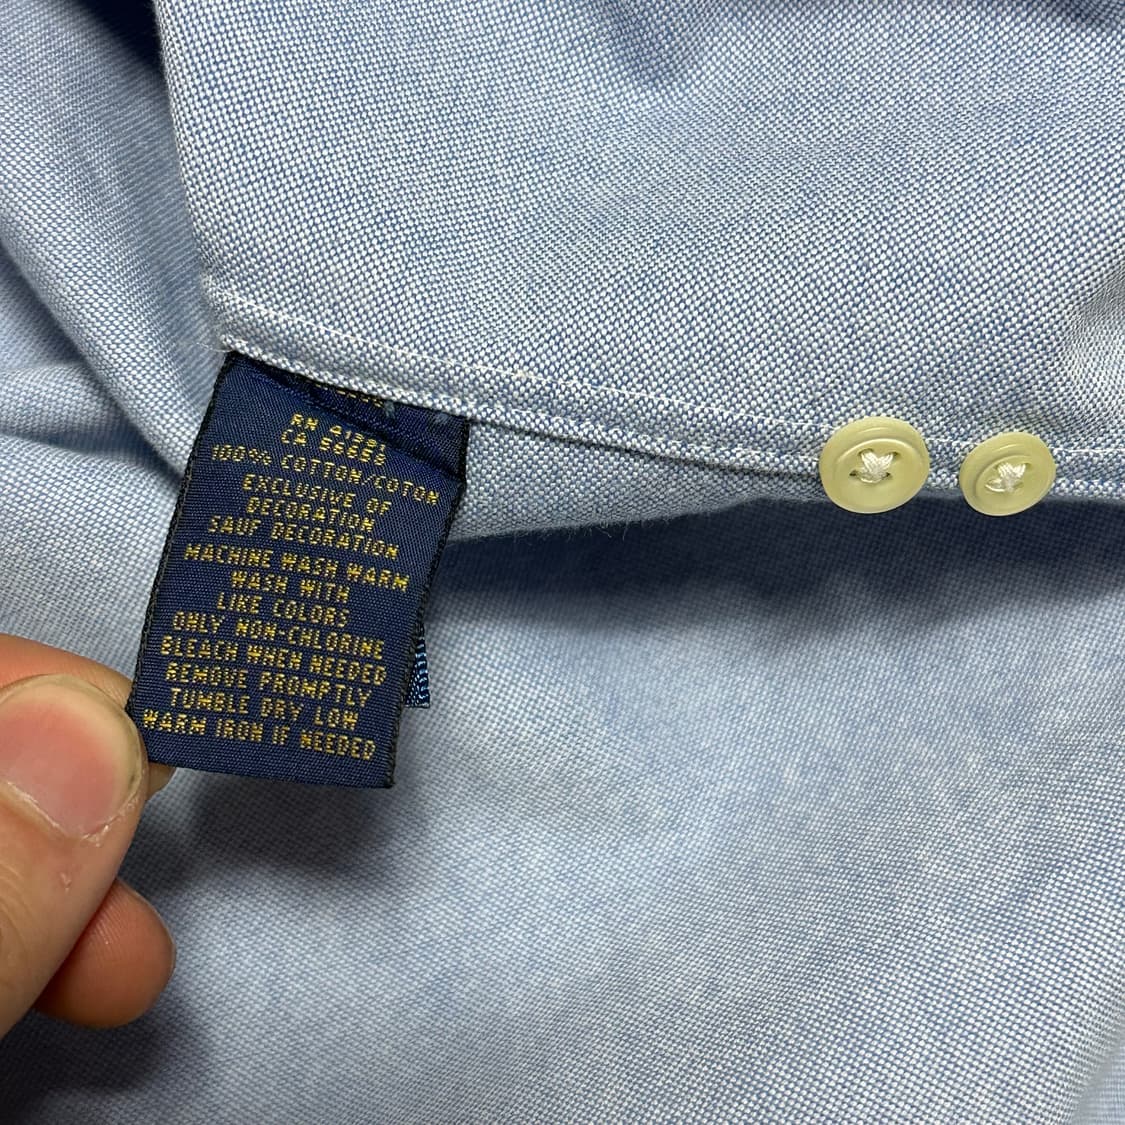 RN 41381
CA 56668
100% COTTON/COTON
EXCLUSIVE OF
DECORATION
SAUF DECORATION
MACHINE WASH WARM
WASH WITH
LIKE COLORS
ONLY NON-CHLORINE
BLEACH WHEN NEEDED
REMOVE PROMPTLY
TUMBLE DRY LOW
WARM IRON IF NEEDED